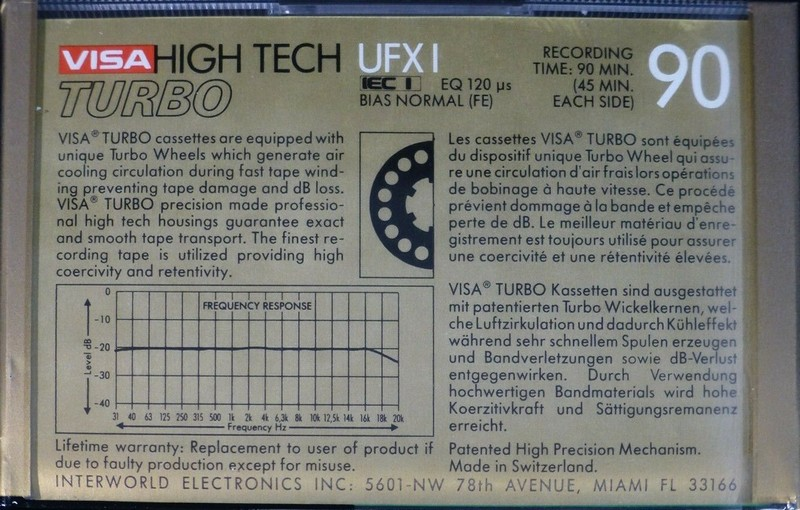 VISA HIGH TECH UFX I
TURBO
IEC I EQ 120 µs
BIAS NORMAL (FE)
RECORDING
TIME: 90 MIN.
(45 MIN.
EACH SIDE)
90
VISA® TURBO cassettes are equipped with
unique Turbo Wheels which generate air
cooling circulation during fast tape wind-
ing preventing tape damage and dB loss.
VISA® TURBO precision made professio-
nal high tech housings guarantee exact
and smooth tape transport. The finest re-
cording tape is utilized providing high
coercivity and retentivity.
Les cassettes VISA® TURBO sont équipées
du dispositif unique Turbo Wheel qui assu-
re une circulation d'air frais lors opérations
de bobinage à haute vitesse. Ce procédé
prévient dommage à la bande et empêche
perte de dB. Le meilleur matériau d'enre-
gistrement est toujours utilisé pour assurer
une coercivité et une rétentivité élevées.
FREQUENCY RESPONSE
Level dB
0
-10
-20
-30
-40
31 40 63 125 250 315 500 1k 2k 4k 6,3k 8k 10k 12,5k 14k 16k 18k 20k
Frequency Hz
VISA® TURBO Kassetten sind ausgestattet
mit patentierten Turbo Wickelkernen, wel-
che Luftzirkulation und dadurch Kühleffekt
während sehr schnellem Spulen erzeugen
und Bandverletzungen sowie dB-Verlust
entgegenwirken. Durch Verwendung
hochwertigen Bandmaterials wird hohe
Koerzitivkraft und Sättigungsremanenz
erreicht.
Lifetime warranty: Replacement to user of product if
due to faulty production except for misuse.
Patented High Precision Mechanism.
Made in Switzerland.
INTERWORLD ELECTRONICS INC: 5601-NW 78th AVENUE, MIAMI FL 33166